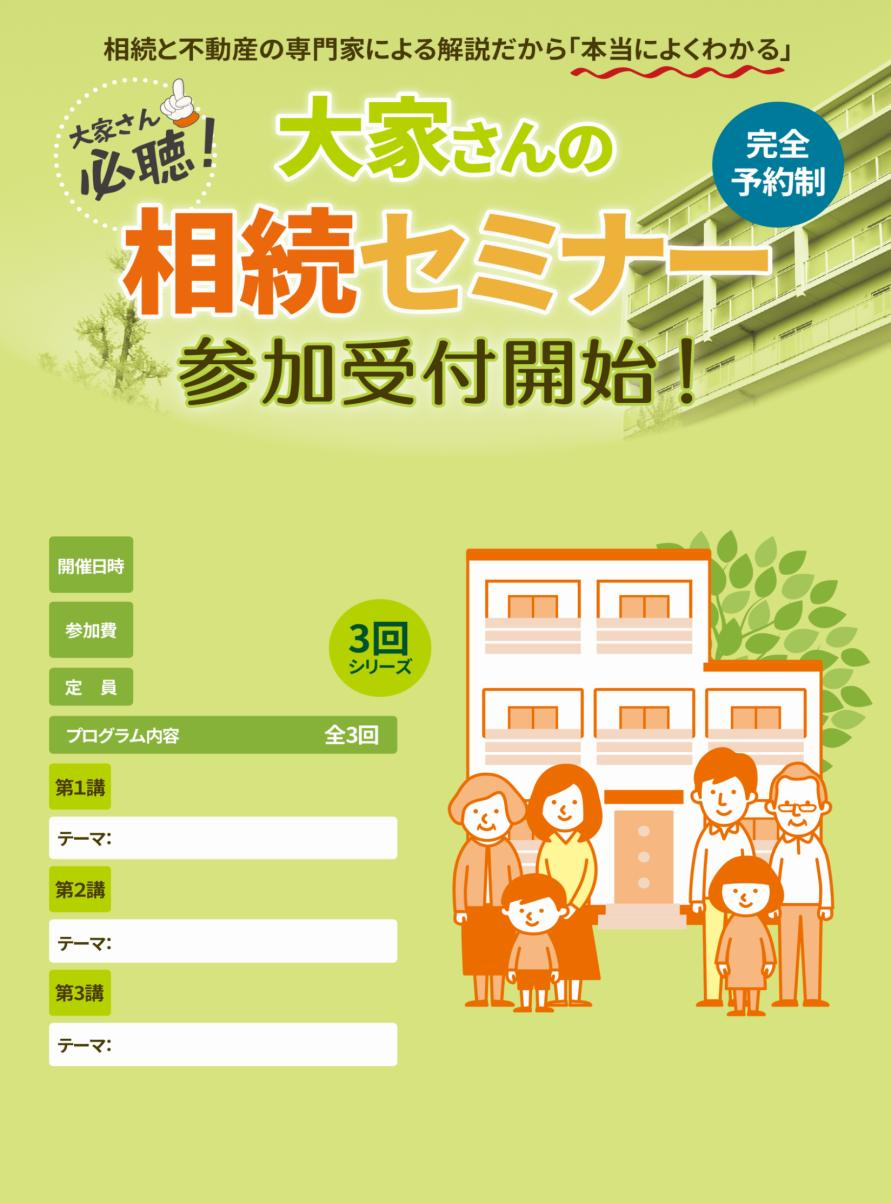 相続と不動産の専門家による解説だから「本当によくわかる」
大家さん
必聴!
大家さんの
完全
予約制
相続セミナー
参加受付開始!
開催日時
参加費
定 員
3回
シリーズ
プログラム内容 全3回
第1講
テーマ:
第2講
テーマ:
第3講
テーマ: